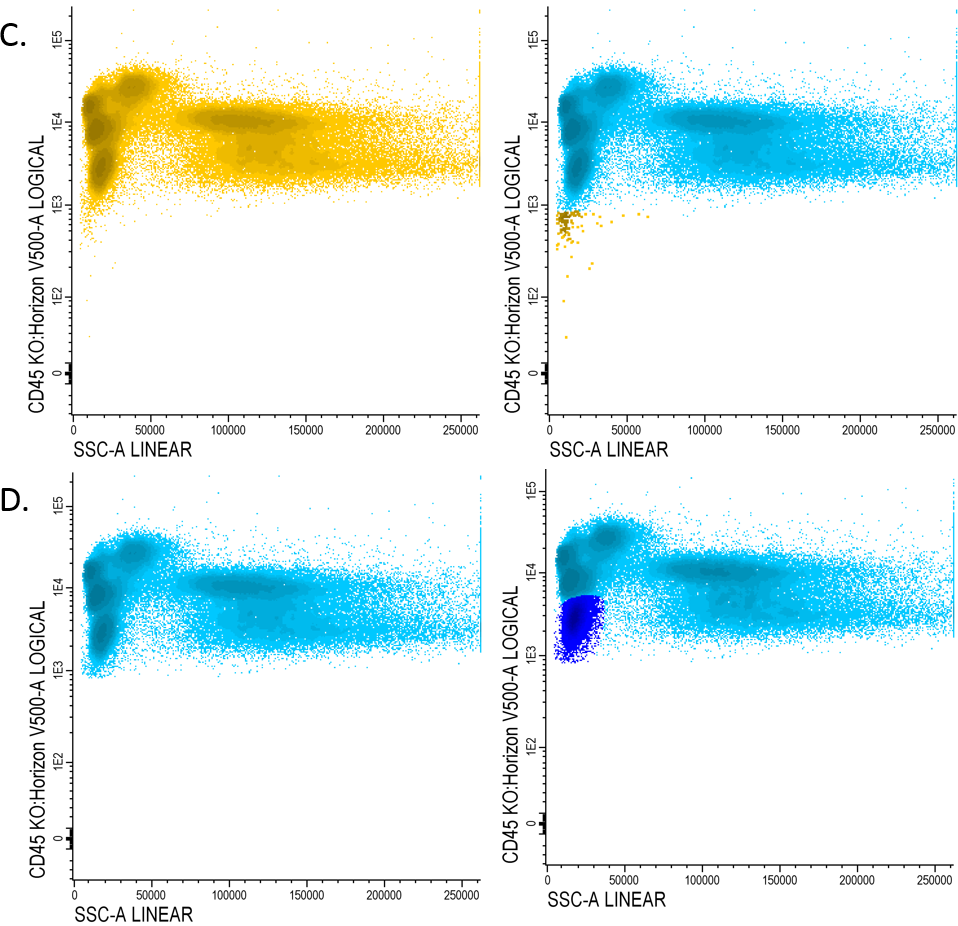 C.
CD45 KO:Horizon V500-A LOGICAL
1E5
1E4
1E3
1E2
0
0 50000 100000 150000 200000 250000
SSC-A LINEAR
CD45 KO:Horizon V500-A LOGICAL
1E5
1E4
1E3
1E2
0
0 50000 100000 150000 200000 250000
SSC-A LINEAR
D.
CD45 KO:Horizon V500-A LOGICAL
1E5
1E4
1E3
1E2
0
0 50000 100000 150000 200000 250000
SSC-A LINEAR
CD45 KO:Horizon V500-A LOGICAL
1E5
1E4
1E3
1E2
0
0 50000 100000 150000 200000 250000
SSC-A LINEAR